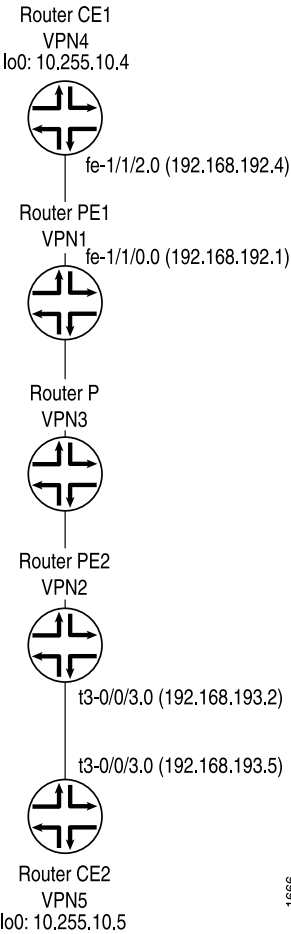 Router CE1
VPN4
lo0: 10.255.10.4
fe-1/1/2.0 (192.168.192.4)
Router PE1
VPN1
fe-1/1/0.0 (192.168.192.1)
Router P
VPN3
Router PE2
VPN2
t3-0/0/3.0 (192.168.193.2)
t3-0/0/3.0 (192.168.193.5)
Router CE2
VPN5
lo0: 10.255.10.5
1666